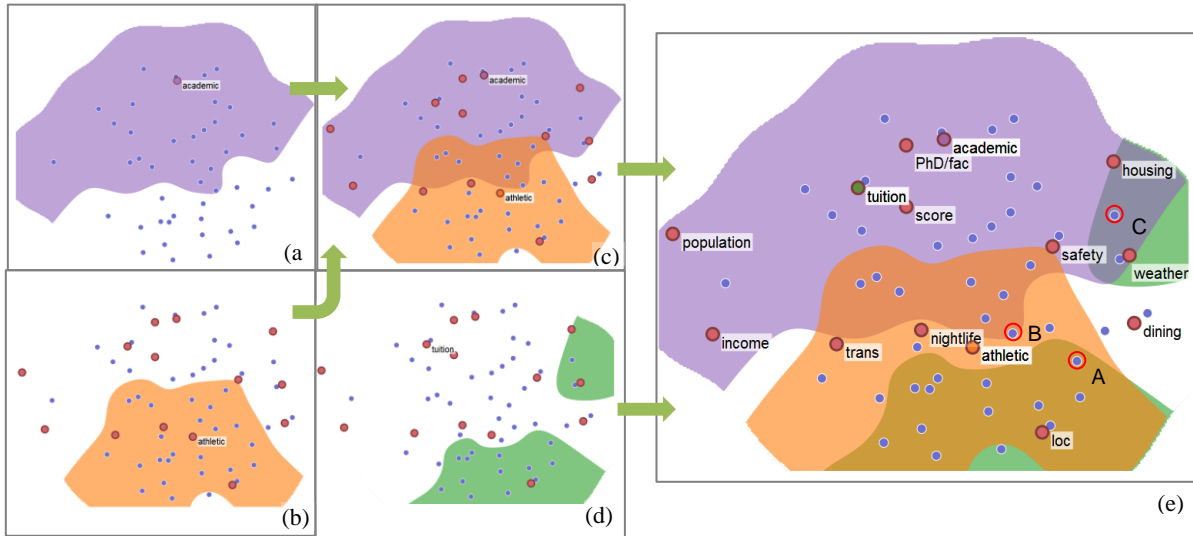 academic
(a
academic
athletic
(c)
athletic
(b)
tuition
(d)
academic
PhD/fac
housing
tuition
score
C
population
safety
weather
dining
income
nightlife
B
trans
athletic
A
loc
(e)